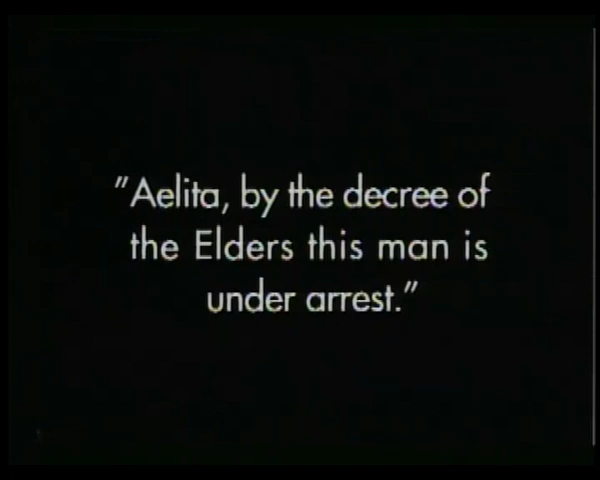 "Aelita, by the decree of
the Elders this man is
under arrest."